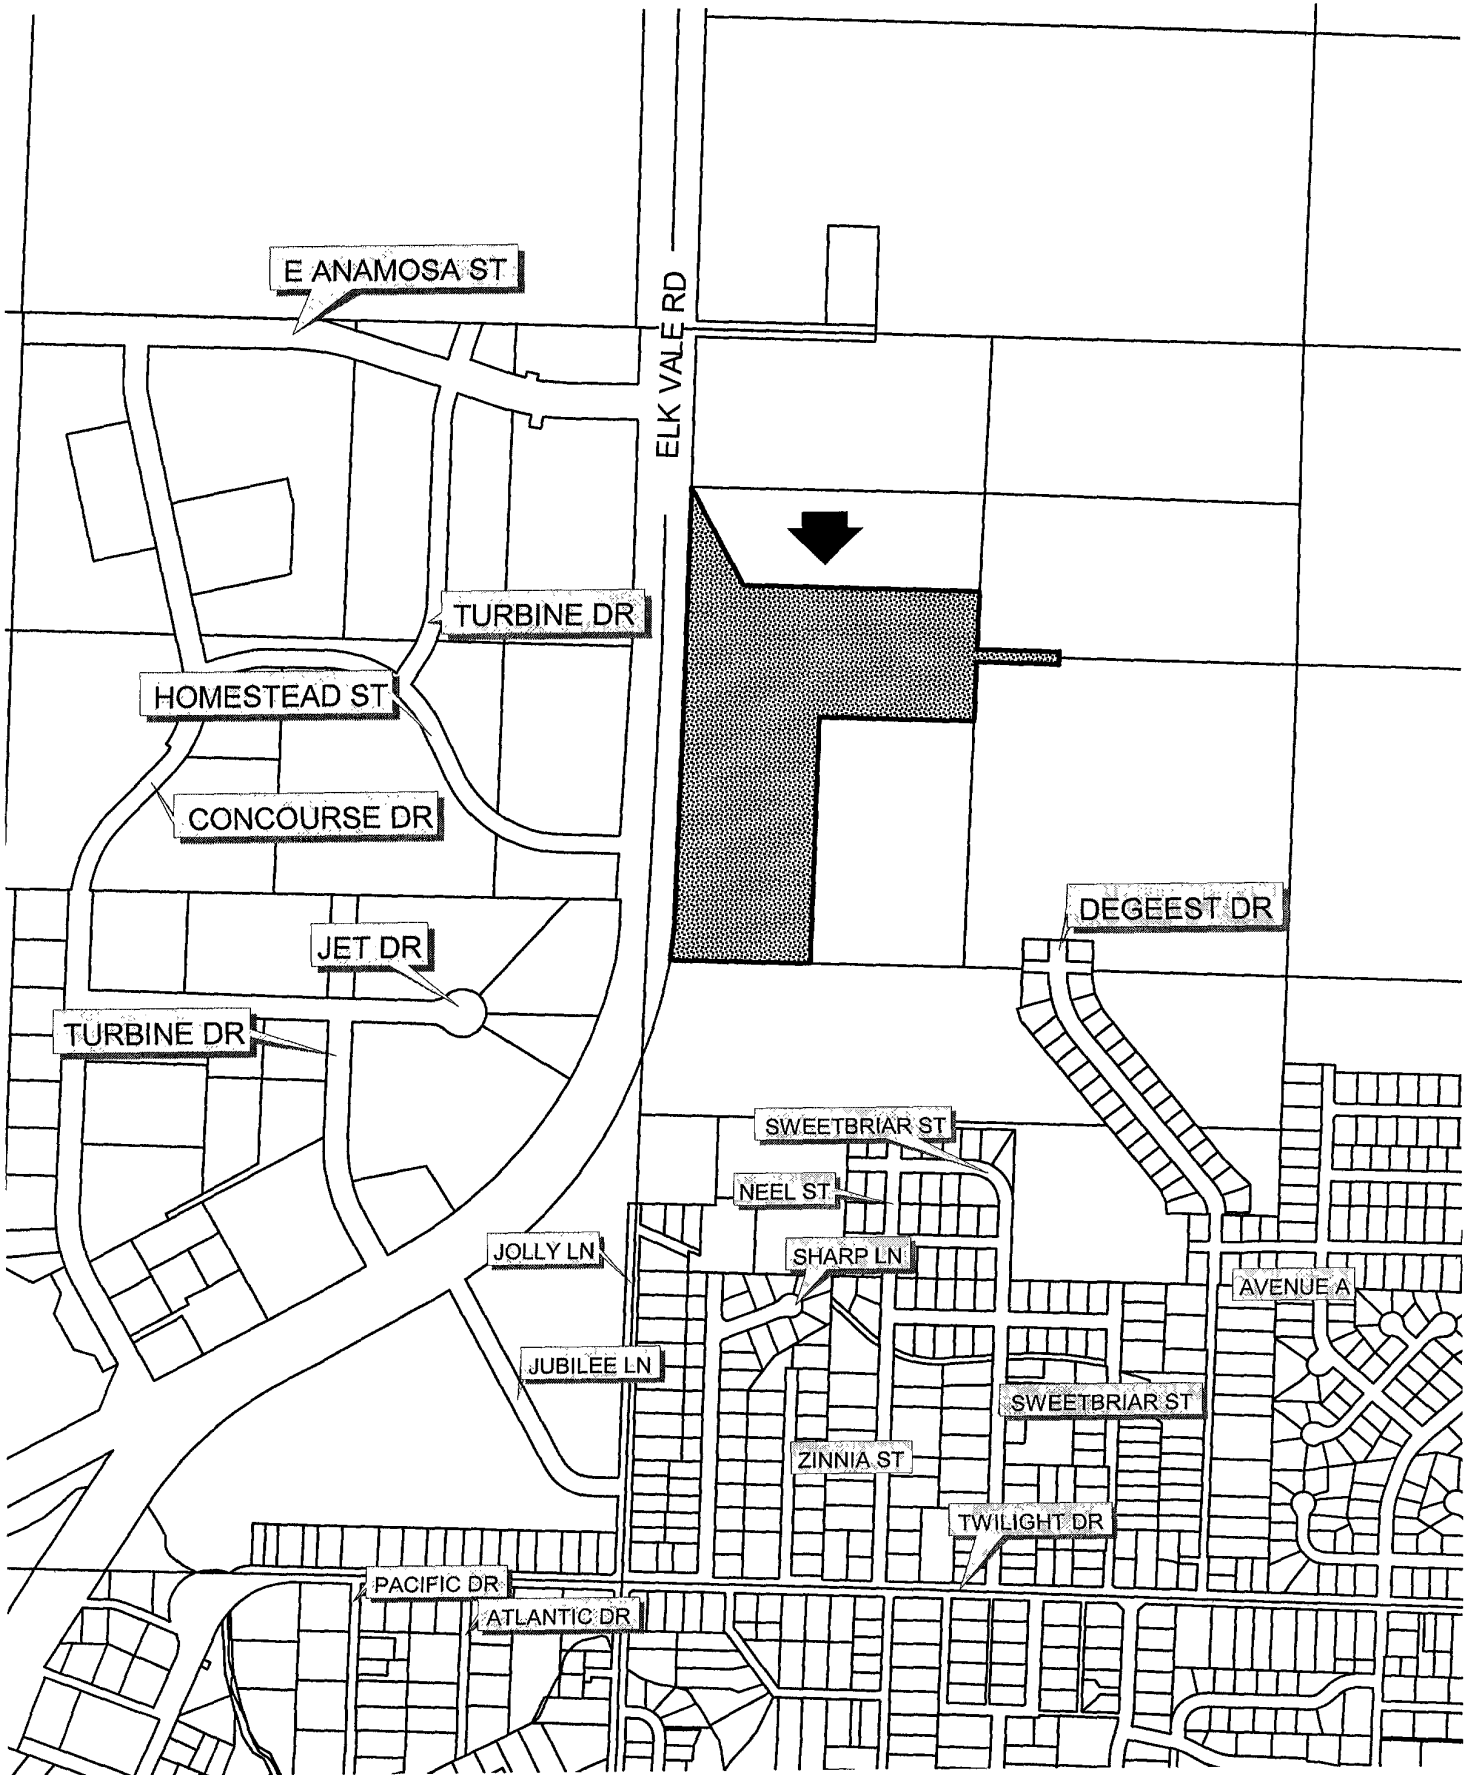 E ANAMOSA ST
ELK VALE RD
TURBINE DR
HOMESTEAD ST
CONCOURSE DR
DEGEEST DR
JET DR
TURBINE DR
SWEETBRIAR ST
NEEL ST
JOLLY LN
SHARP LN
AVENUE A
JUBILEE LN
SWEETBRIAR ST
ZINNIA ST
TWILIGHT DR
PACIFIC DR
ATLANTIC DR